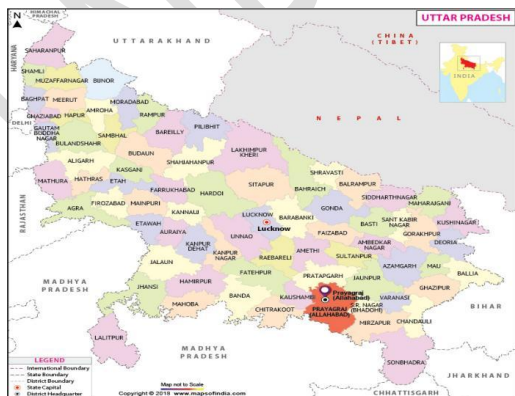 UTTAR PRADESH
N
HIMACHAL
PRADESH
UTTARAKHAND
CHINA
(TIBET)
INDIA
HARYANA
SAHARANPUR
SHAMLI
MUZAFFARNAGAR
BIJNOR
NEPAL
BAGHPAT
MEERUT
DELHI
GHAZIABAD
HAPUR
AMROHA
MORADABAD
RAMPUR
GAUTAM
BUDDHA
NAGAR
BULANDSHAHR
SAMBHAL
BAREILLY
PILIBHIT
LAKHIMPUR
KHERI
ALIGARH
BUDAUN
SHAHJAHANPUR
KASGANJ
MATHURA
HATHRAS
ETAH
SHRAVASTI
BAHRAICH
BALRAMPUR
SIDDHARTHNAGAR
MAHARAJGANJ
RAJASTHAN
AGRA
FIROZABAD
MAINPURI
FARRUKHABAD
HARDOI
SITAPUR
GONDA
BASTI
SANT KABIR
NAGAR
KUSHINAGAR
GORAKHPUR
DEORIA
KANNAUJ
LUCKNOW
Lucknow
BARABANKI
FAIZABAD
AMBEDKAR
NAGAR
ETAWAH
AURAIYA
KANPUR
DEHAT
KANPUR
NAGAR
UNNAO
RAEBARELI
AMETHI
SULTANPUR
AZAMGARH
MAU
BALLIA
JALAUN
HAMIRPUR
FATEHPUR
PRATAPGARH
JAUNPUR
GHAZIPUR
MADHYA
PRADESH
JHANSI
MAHOBA
BANDA
CHITRAKOOT
KAUSHAMBI
Prayagraj
(Allahabad)
PRAYAGRAJ
(ALLAHABAD)
S.R. NAGAR
(BHADOHI)
VARANASI
CHANDAULI
MIRZAPUR
BIHAR
LALITPUR
MADHYA
PRADESH
SONBHADRA
JHARKHAND
CHHATTISGARH
LEGEND
International Boundary
State Boundary
District Boundary
State Capital
District Headquarter
Map not to Scale
Copyright © 2018 www.mapsofindia.com